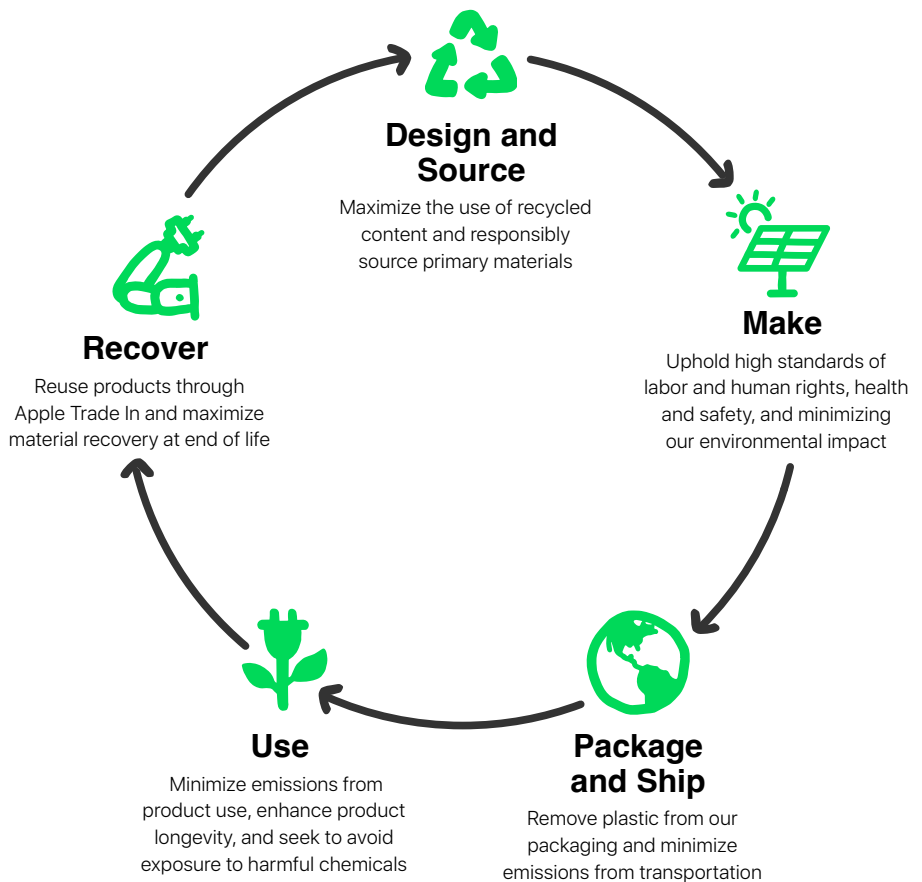 Design and
Source
Maximize the use of recycled
content and responsibly
source primary materials
Make
Uphold high standards of
labor and human rights, health
and safety, and minimizing
our environmental impact
Package
and Ship
Remove plastic from our
packaging and minimize
emissions from transportation
Use
Minimize emissions from
product use, enhance product
longevity, and seek to avoid
exposure to harmful chemicals
Recover
Reuse products through
Apple Trade In and maximize
material recovery at end of life